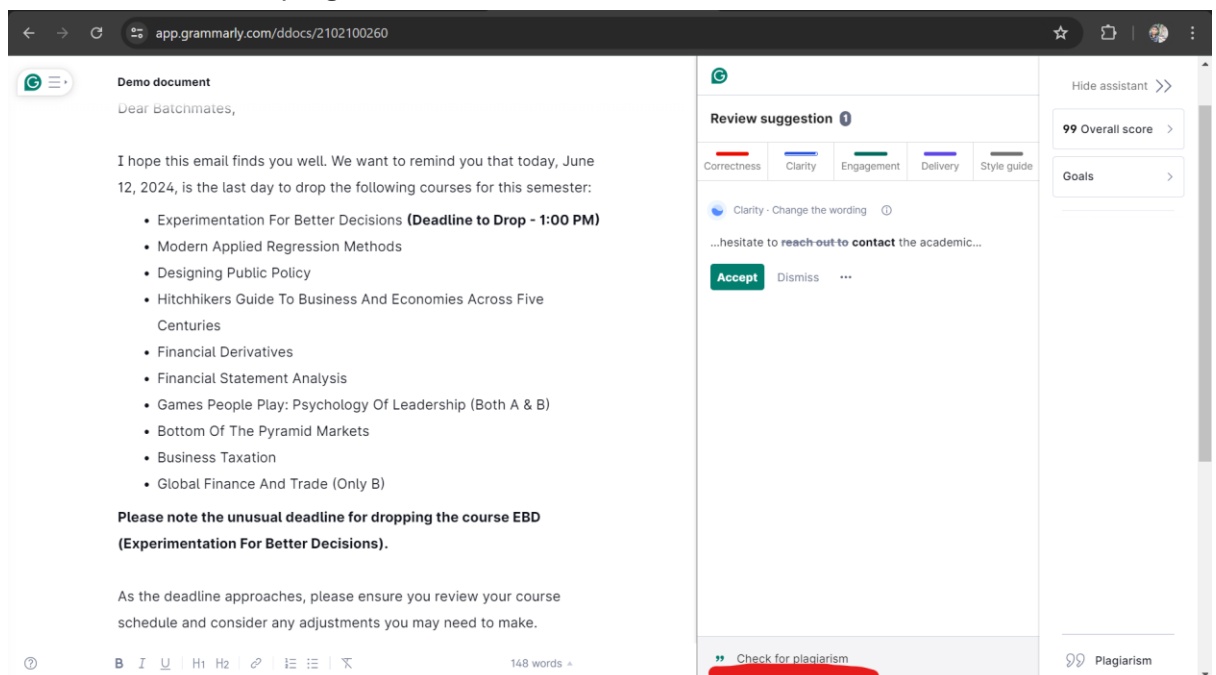 app.grammarly.com/ddocs/2102100260
Demo document
Dear Batchmates,
I hope this email finds you well. We want to remind you that today, June
12, 2024, is the last day to drop the following courses for this semester:
• Experimentation For Better Decisions (Deadline to Drop - 1:00 PM)
• Modern Applied Regression Methods
• Designing Public Policy
• Hitchhikers Guide To Business And Economies Across Five
Centuries
• Financial Derivatives
• Financial Statement Analysis
• Games People Play: Psychology Of Leadership (Both A & B)
• Bottom Of The Pyramid Markets
• Business Taxation
• Global Finance And Trade (Only B)
Please note the unusual deadline for dropping the course EBD
(Experimentation For Better Decisions).
As the deadline approaches, please ensure you review your course
schedule and consider any adjustments you may need to make.
B I U H1 H2
148 words
Review suggestion 1
Correctness Clarity Engagement Delivery Style guide
Clarity · Change the wording
...hesitate to reach out to contact the academic...
Accept Dismiss
Check for plagiarism
Hide assistant
99 Overall score
Goals
Plagiarism